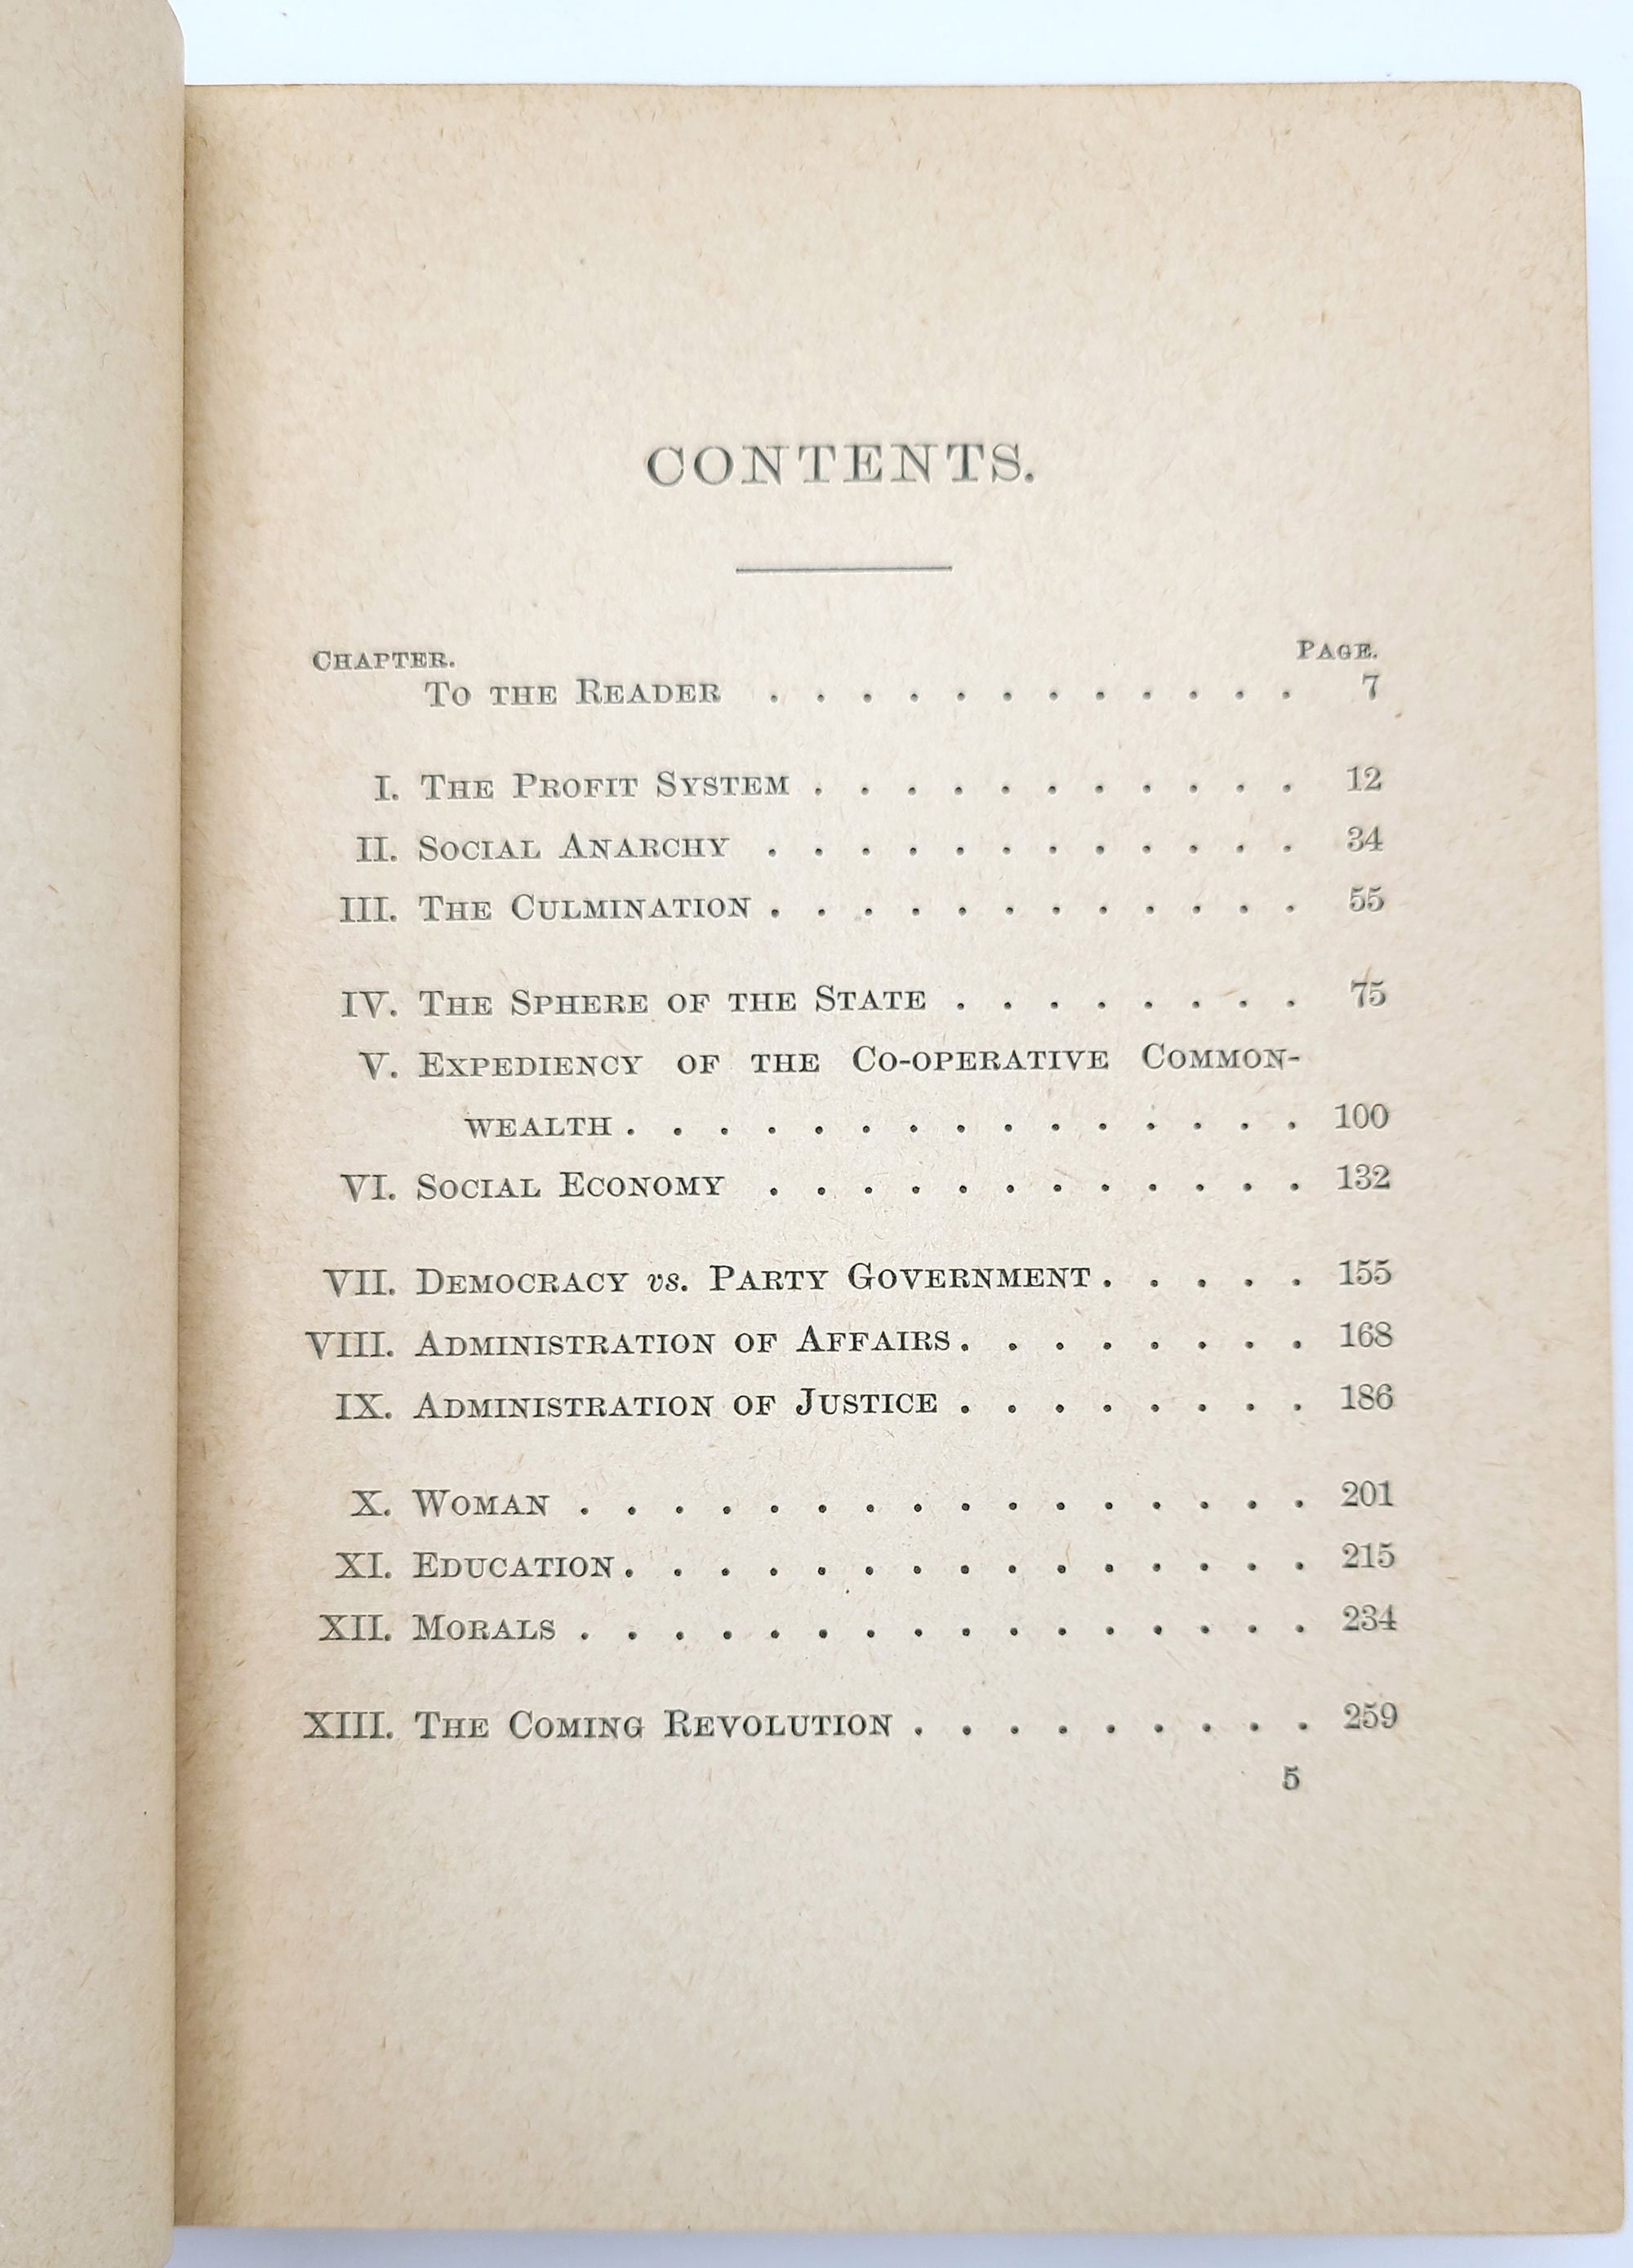 CONTENTS.
CHAPTER. PAGE.
TO THE READER . . . . . . . . . . . . 7
I. THE PROFIT SYSTEM . . . . . . . . . . . 12
II. SOCIAL ANARCHY . . . . . . . . . . . . 34
III. THE CULMINATION . . . . . . . . . . . . 55
IV. THE SPHERE OF THE STATE . . . . . . . . 75
V. EXPEDIENCY OF THE CO-OPERATIVE COMMON-
WEALTH . . . . . . . . . . . . . . . 100
VI. SOCIAL ECONOMY . . . . . . . . . . . . 132
VII. DEMOCRACY vs. PARTY GOVERNMENT . . . . . 155
VIII. ADMINISTRATION OF AFFAIRS . . . . . . . . 168
IX. ADMINISTRATION OF JUSTICE . . . . . . . . 186
X. WOMAN . . . . . . . . . . . . . . . . 201
XI. EDUCATION . . . . . . . . . . . . . . . 215
XII. MORALS . . . . . . . . . . . . . . . . 234
XIII. THE COMING REVOLUTION . . . . . . . . . 259
5